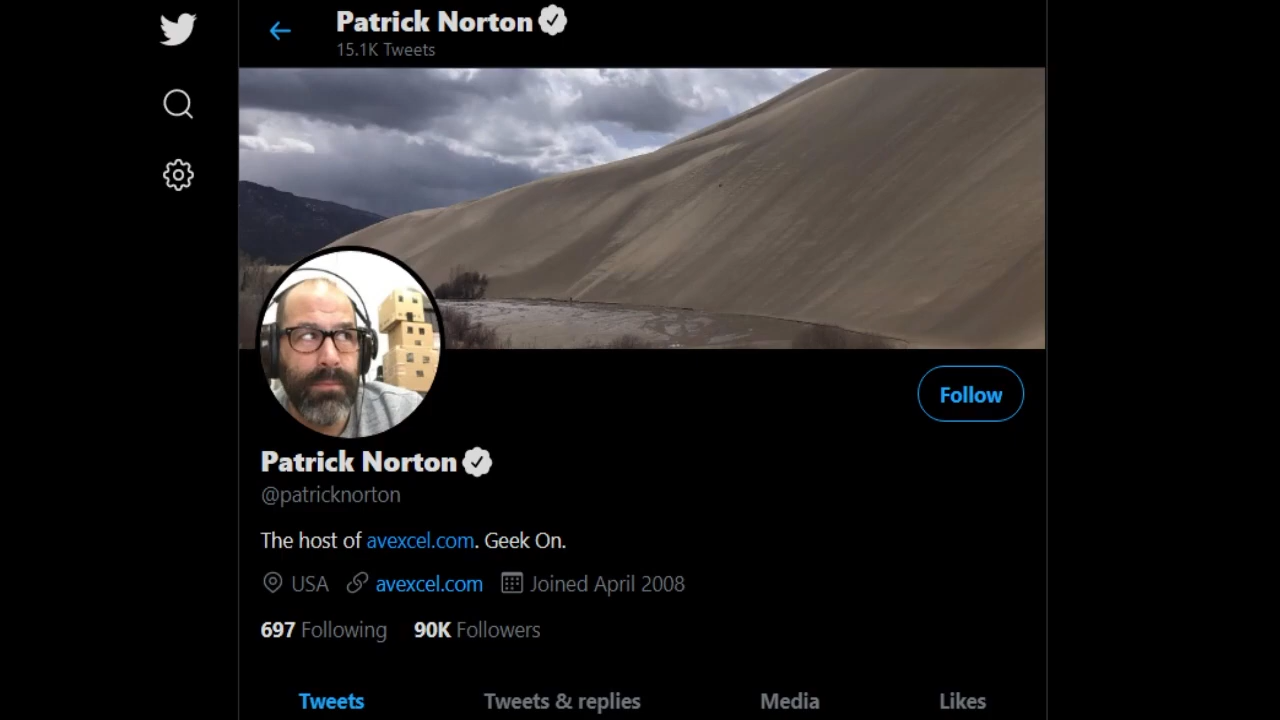 Patrick Norton
15.1K Tweets
Follow
Patrick Norton
@patricknorton
The host of avexcel.com. Geek On.
USA avexcel.com Joined April 2008
697 Following 90K Followers
Tweets Tweets & replies Media Likes